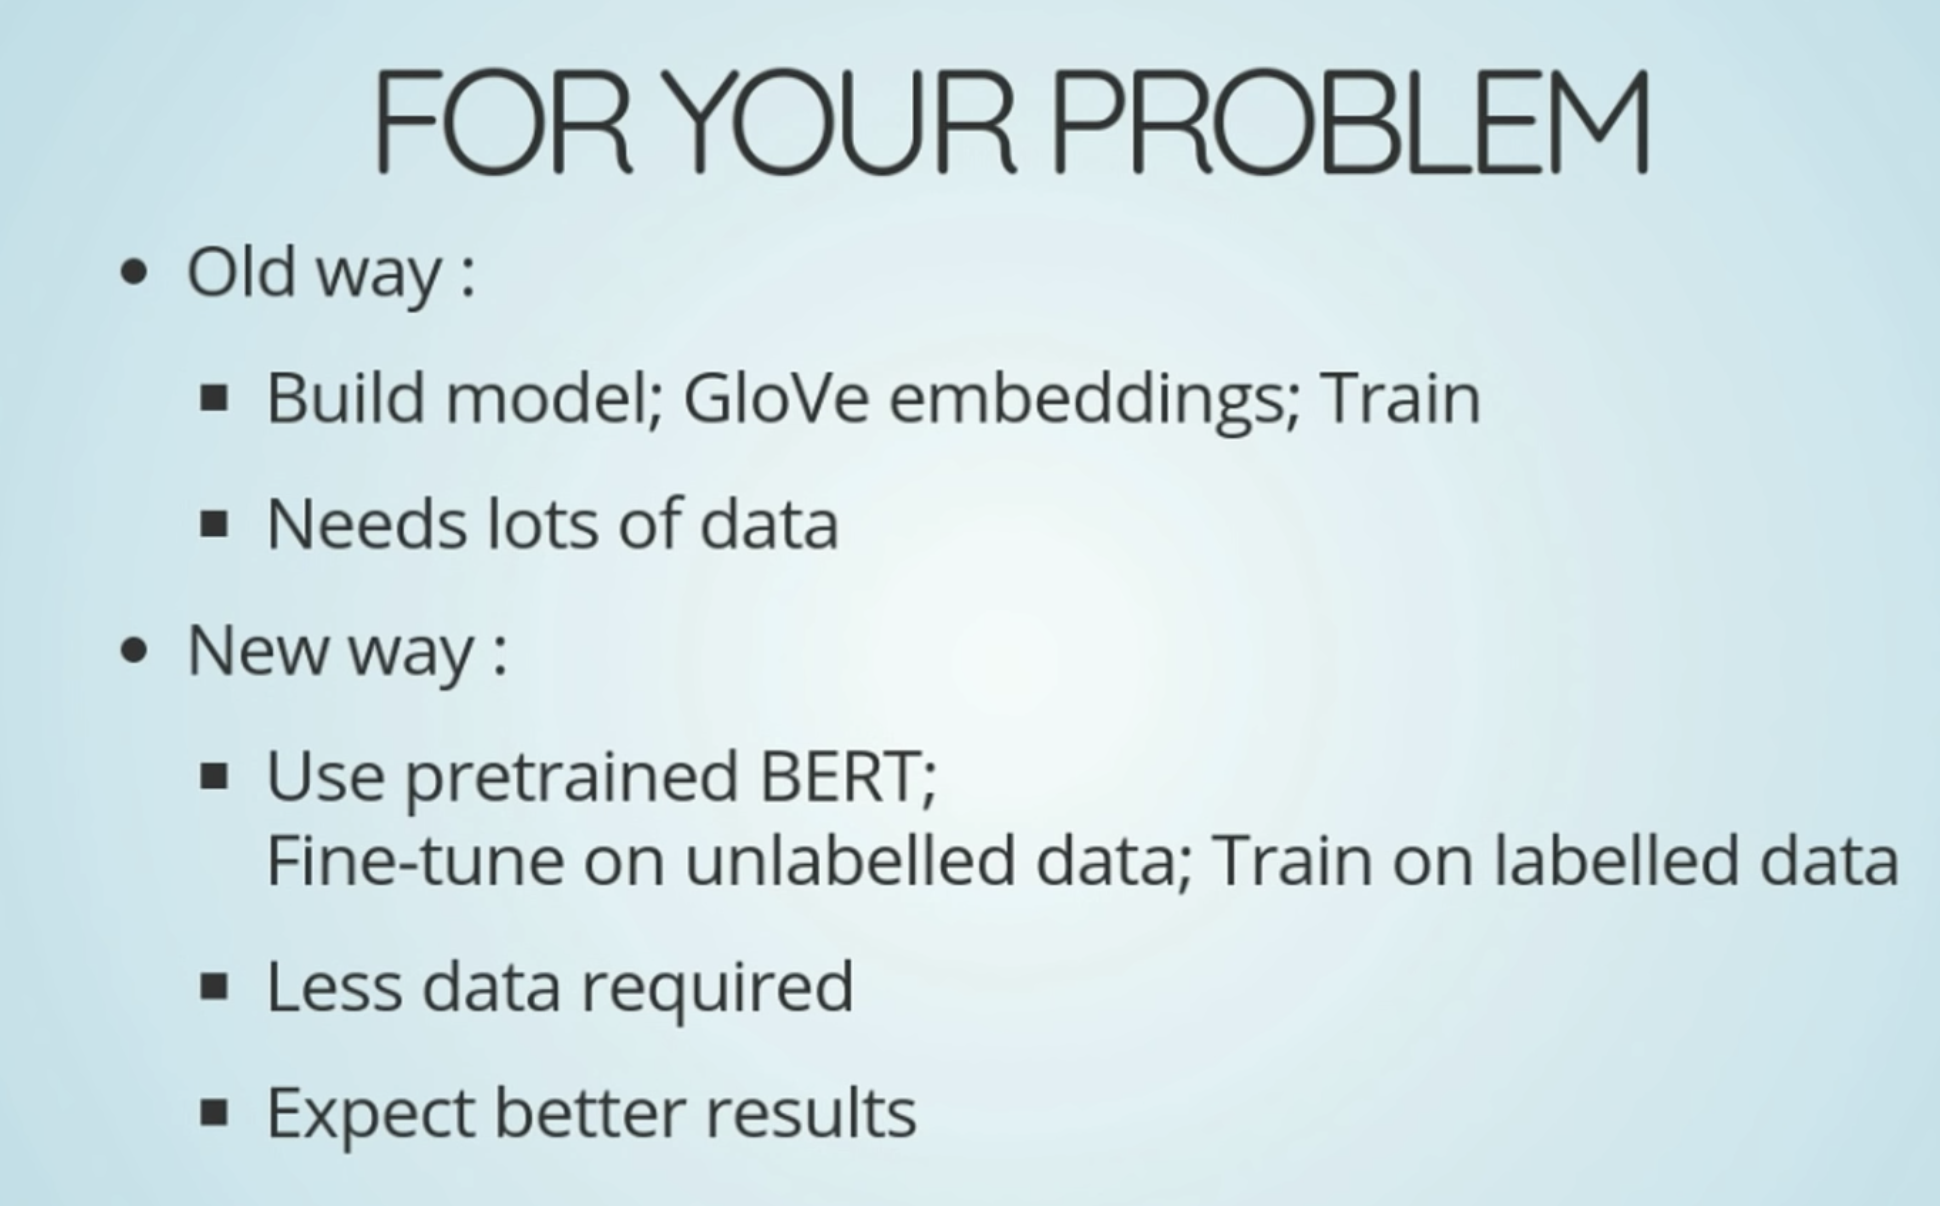 FOR YOUR PROBLEM
• Old way :
▪ Build model; GloVe embeddings; Train
▪ Needs lots of data
• New way :
▪ Use pretrained BERT;
Fine-tune on unlabelled data; Train on labelled data
▪ Less data required
▪ Expect better results